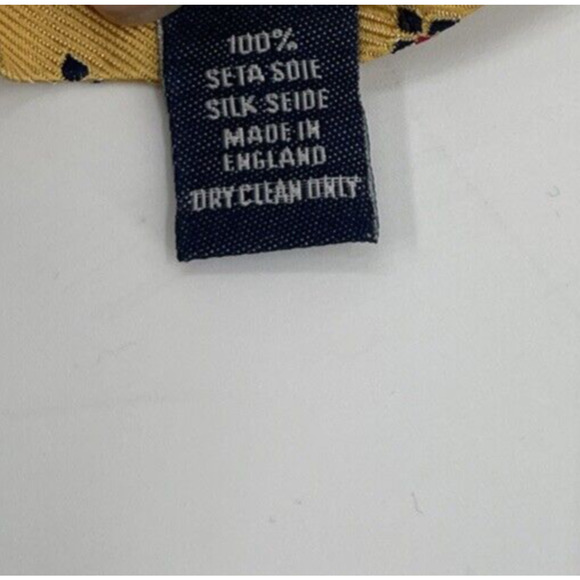 100%
SETA SOIE
SILK SEIDE
MADE IN
ENGLAND
DRY CLEAN ONLY